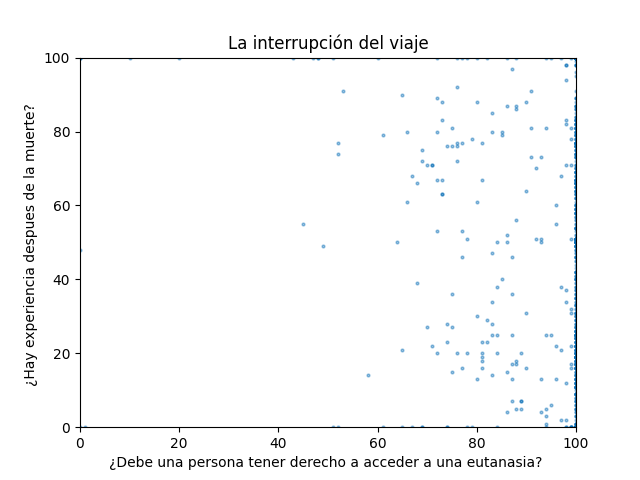 La interrupción del viaje
¿Hay experiencia despues de la muerte?
100
80
60
40
20
0
0 20 40 60 80 100
¿Debe una persona tener derecho a acceder a una eutanasia?